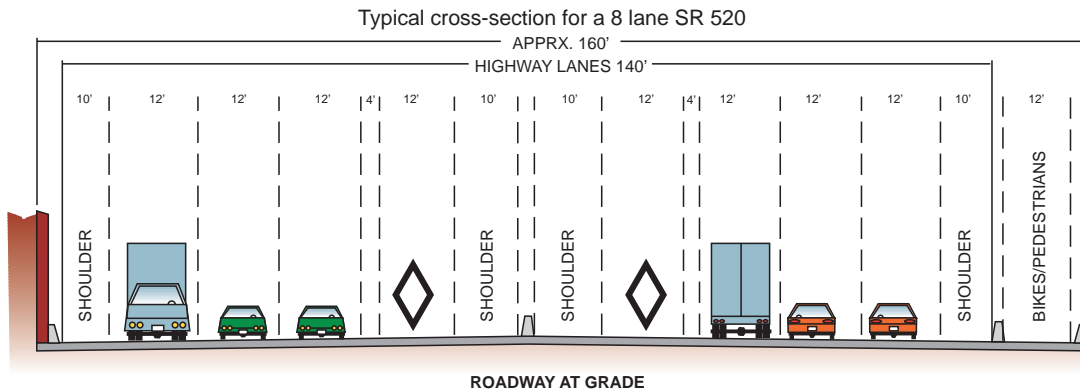 Typical cross-section for a 8 lane SR 520
APPRX. 160'
HIGHWAY LANES 140'
10' 12' 12' 12' 4' 12' 10' 10' 12' 4' 12' 12' 12' 10' 12'
SHOULDER
SHOULDER
SHOULDER
SHOULDER
BIKES/PEDESTRIANS
ROADWAY AT GRADE